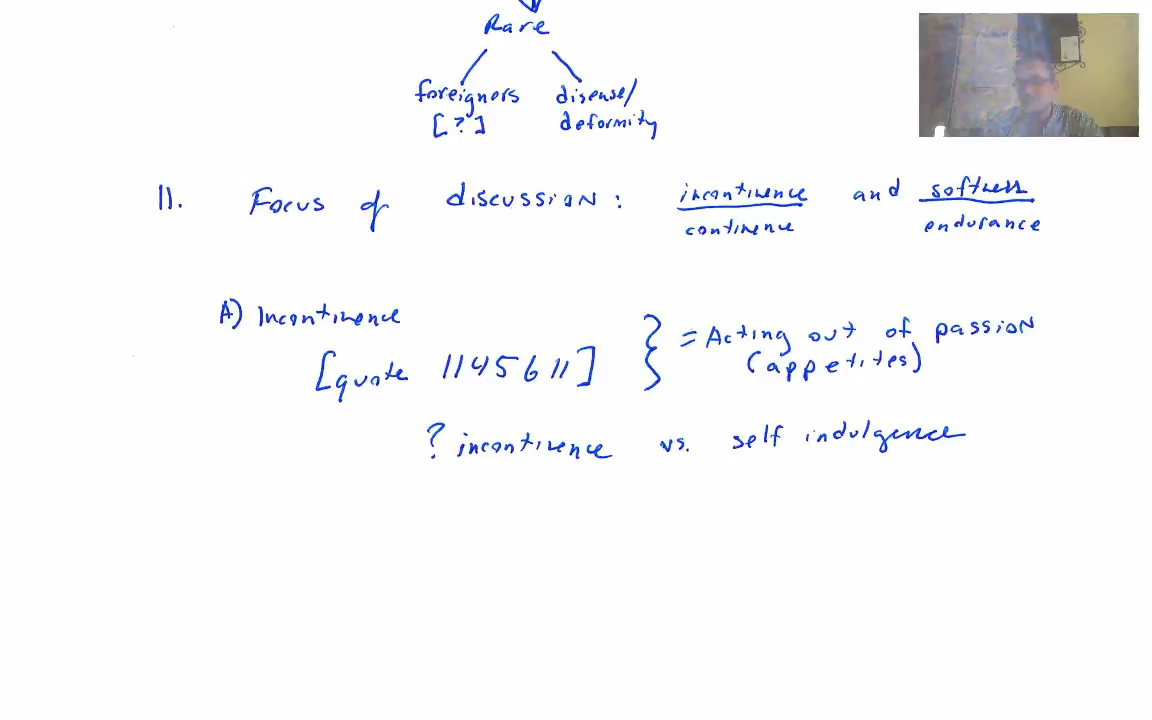 Rare
foreigners disease/
[?] deformity
II. Focus of discussion: incontinence and softness
continence endurance
A) Incontinence
[quote 1145b11] = Acting out of passion
(appetites)
? incontinence vs. self indulgence